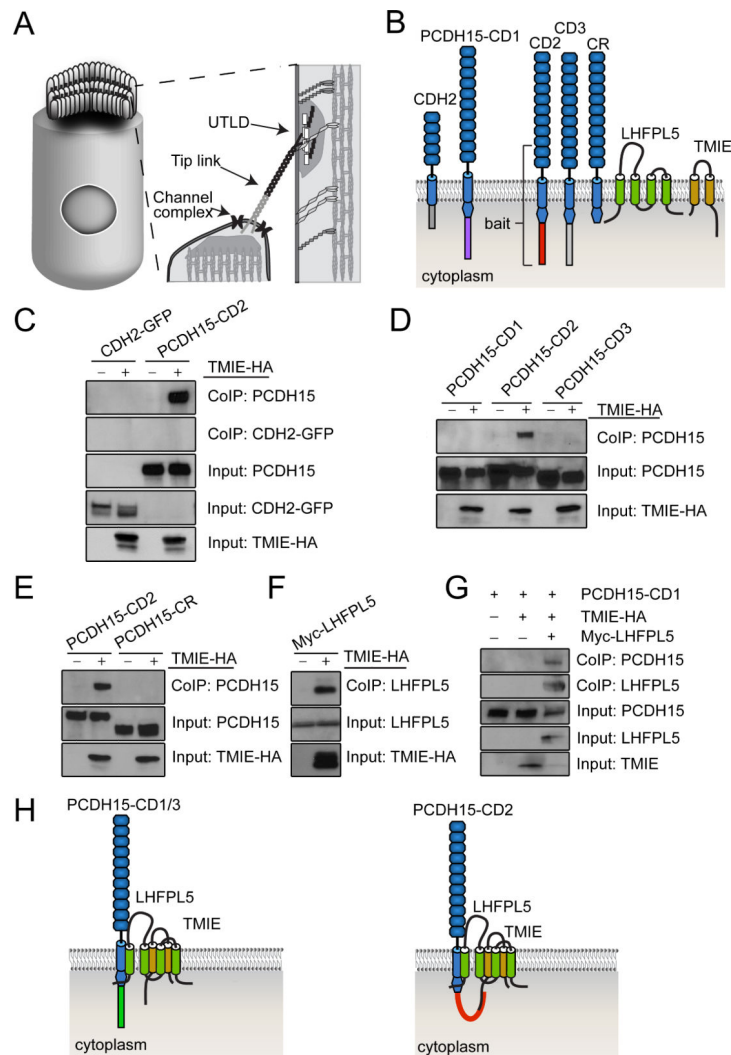 A
UTLD
Tip link
Channel
complex
B
PCDH15-CD1
CD2
CD3
CR
CDH2
LHFPL5
TMIE
bait
cytoplasm
C
CDH2-GFP
PCDH15-CD2
– + – + TMIE-HA
CoIP: PCDH15
CoIP: CDH2-GFP
Input: PCDH15
Input: CDH2-GFP
Input: TMIE-HA
D
PCDH15-CD1
PCDH15-CD2
PCDH15-CD3
– + – + – + TMIE-HA
CoIP: PCDH15
Input: PCDH15
Input: TMIE-HA
E
PCDH15-CD2
PCDH15-CR
– + – + TMIE-HA
CoIP: PCDH15
Input: PCDH15
Input: TMIE-HA
F
Myc-LHFPL5
– + TMIE-HA
CoIP: LHFPL5
Input: LHFPL5
Input: TMIE-HA
G
+ + + PCDH15-CD1
– + + TMIE-HA
– – + Myc-LHFPL5
CoIP: PCDH15
CoIP: LHFPL5
Input: PCDH15
Input: LHFPL5
Input: TMIE
H
PCDH15-CD1/3
LHFPL5
TMIE
cytoplasm
PCDH15-CD2
LHFPL5
TMIE
cytoplasm